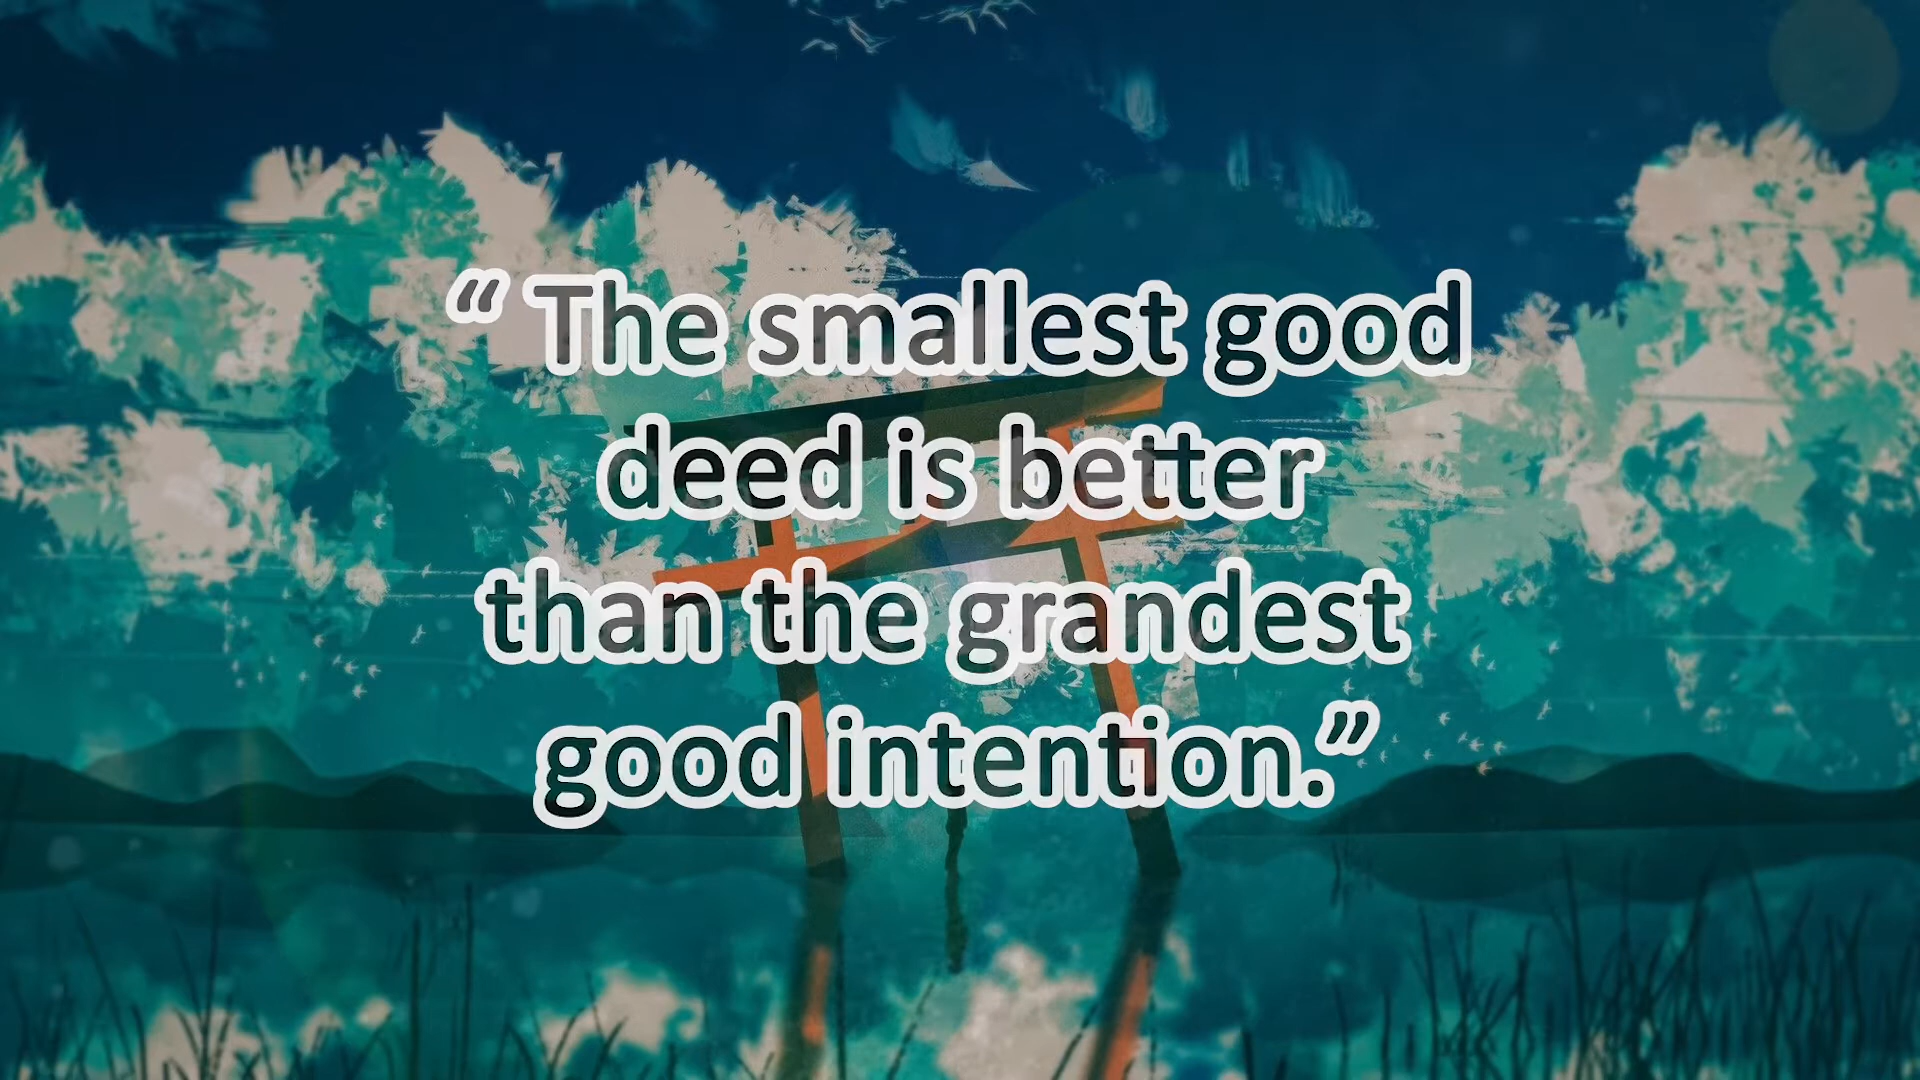 “ The smallest good
deed is better
than the grandest
good intention.”